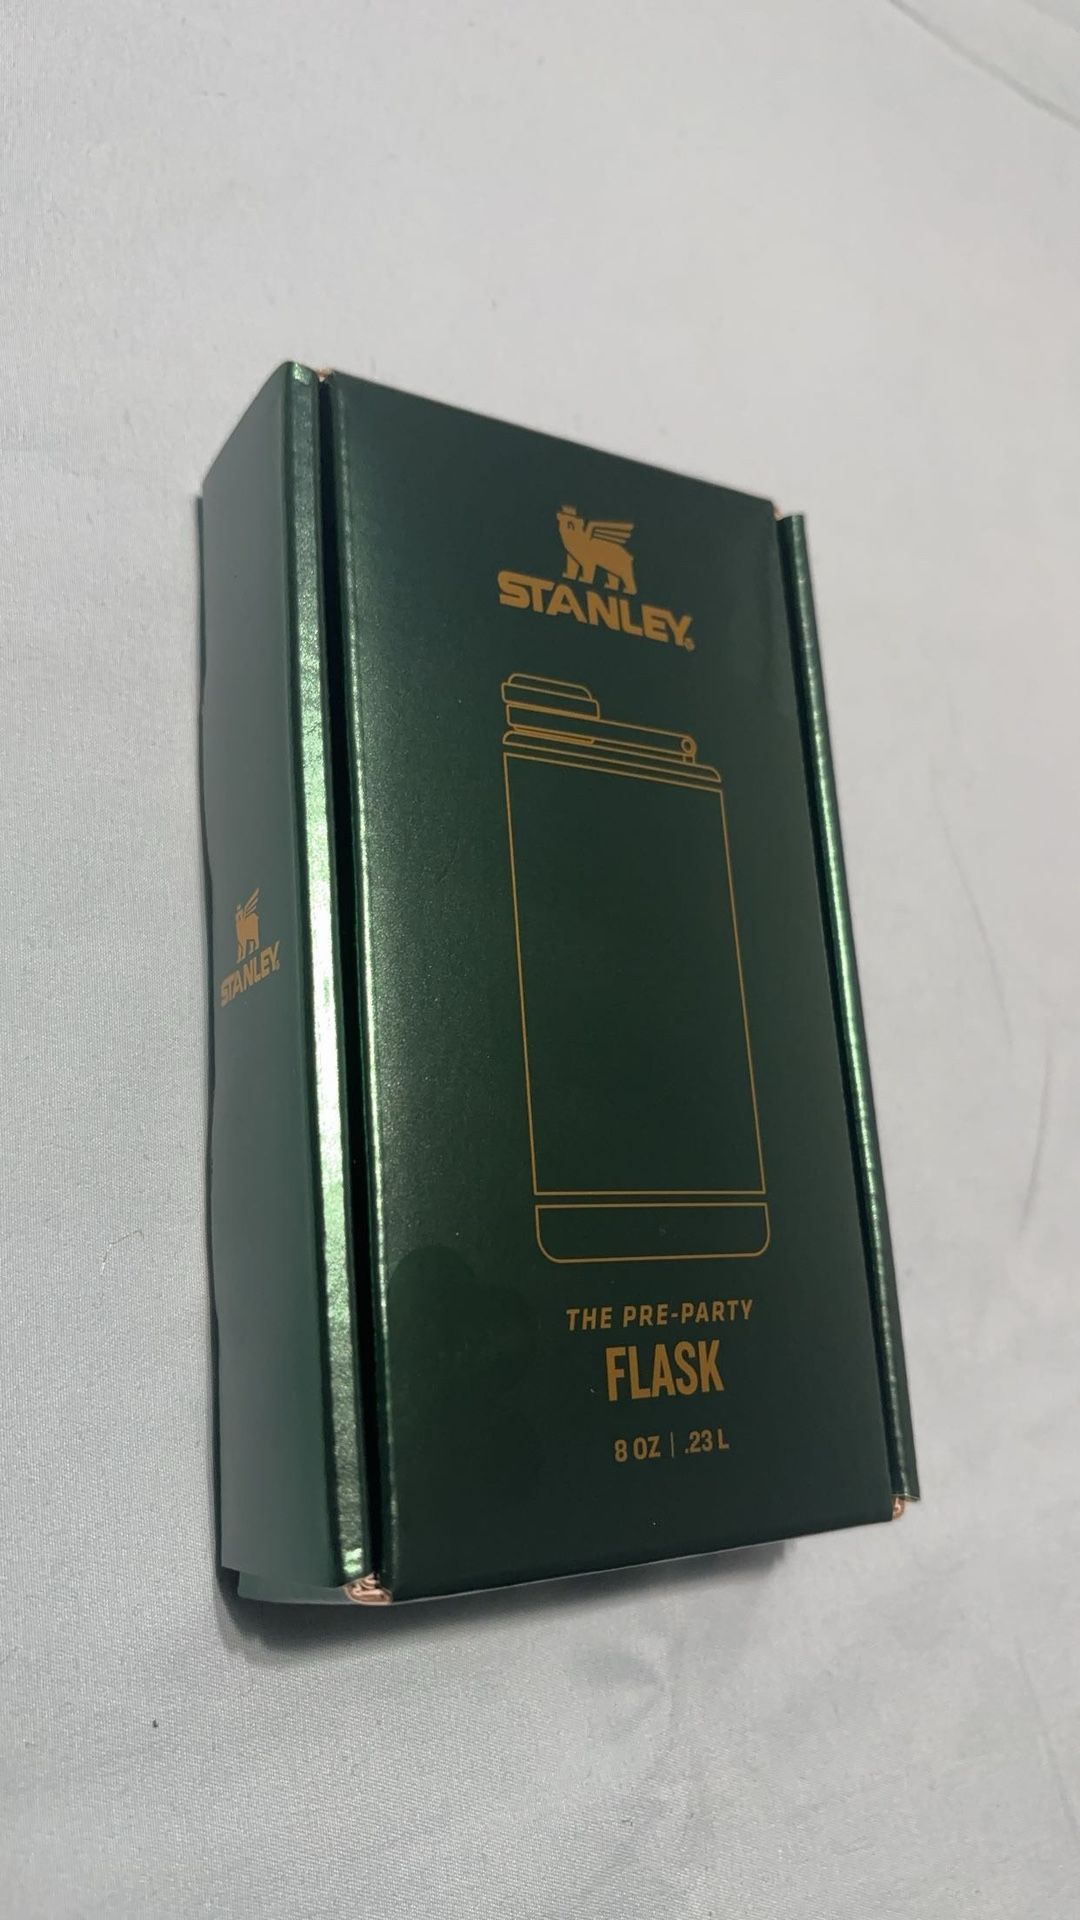 STANLEY
THE PRE-PARTY
FLASK
8 OZ | .23 L
STANLEY